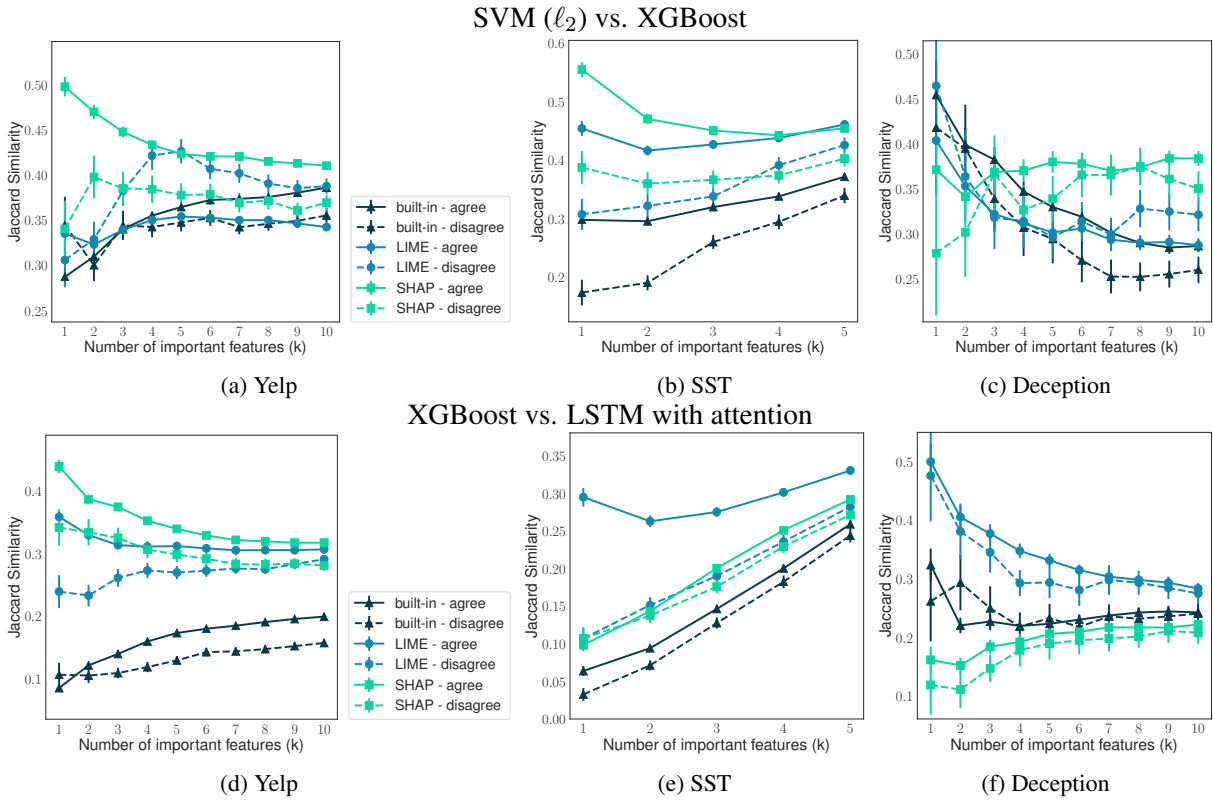 SVM (ℓ2) vs. XGBoost
Jaccard Similarity
0.50
0.45
0.40
0.35
0.30
0.25
1 2 3 4 5 6 7 8 9 10
Number of important features (k)
(a) Yelp
built-in - agree
built-in - disagree
LIME - agree
LIME - disagree
SHAP - agree
SHAP - disagree
Jaccard Similarity
0.6
0.5
0.4
0.3
0.2
1 2 3 4 5
Number of important features (k)
(b) SST
Jaccard Similarity
0.50
0.45
0.40
0.35
0.30
0.25
1 2 3 4 5 6 7 8 9 10
Number of important features (k)
(c) Deception
XGBoost vs. LSTM with attention
Jaccard Similarity
0.4
0.3
0.2
0.1
1 2 3 4 5 6 7 8 9 10
Number of important features (k)
(d) Yelp
built-in - agree
built-in - disagree
LIME - agree
LIME - disagree
SHAP - agree
SHAP - disagree
Jaccard Similarity
0.35
0.30
0.25
0.20
0.15
0.10
0.05
0.00
1 2 3 4 5
Number of important features (k)
(e) SST
Jaccard Similarity
0.5
0.4
0.3
0.2
0.1
1 2 3 4 5 6 7 8 9 10
Number of important features (k)
(f) Deception